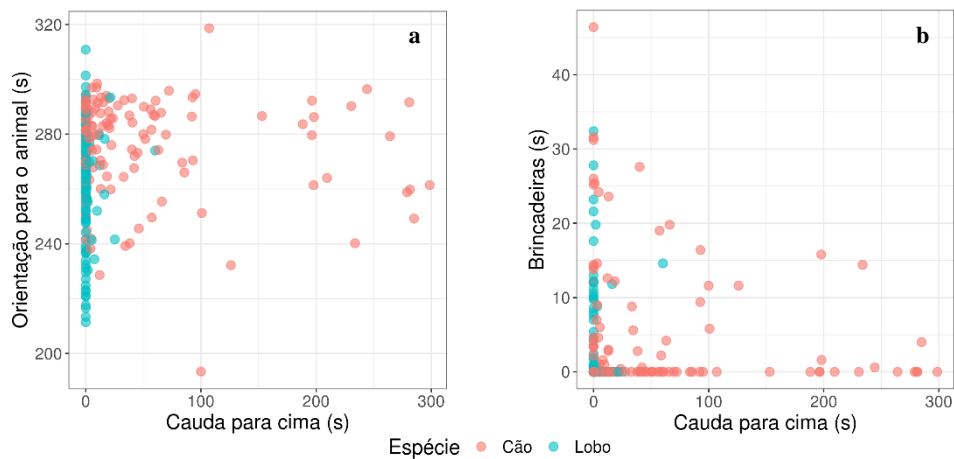 a
320
280
240
200
Orientação para o animal (s)
0
100
200
300
Cauda para cima (s)
b
40
30
20
10
0
Brincadeiras (s)
0
100
200
300
Cauda para cima (s)
Espécie Cão Lobo